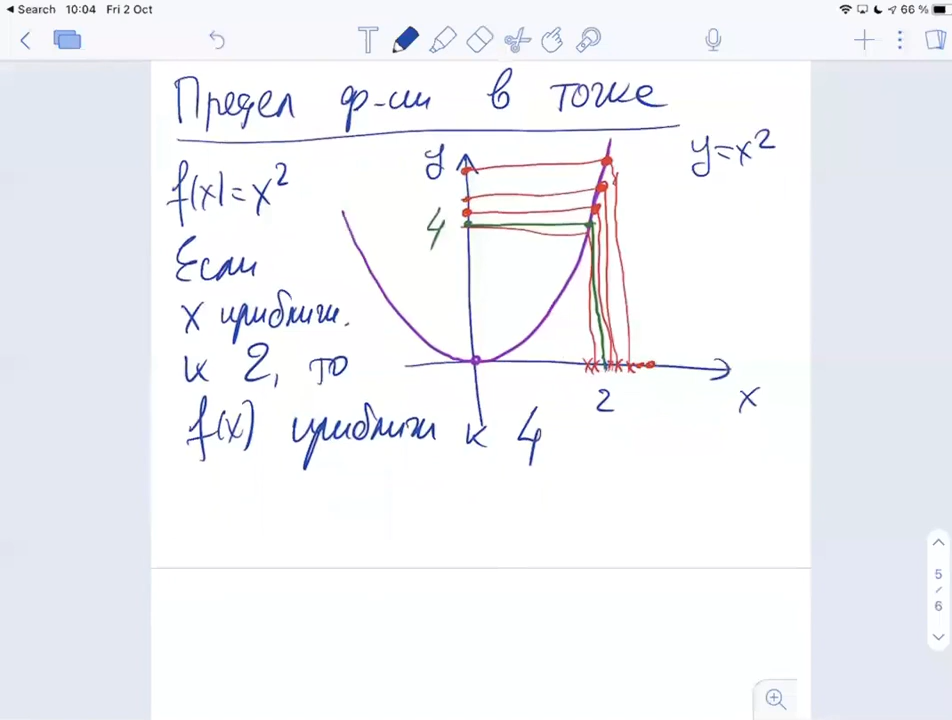 Search 10:04 Fri 2 Oct 66 %
T
Предел ф-ии в точке
y=x²
y
f(x)=x²
4
Если
x приближ.
к 2, то
2
x
f(x) приближ к 4
5
/
6